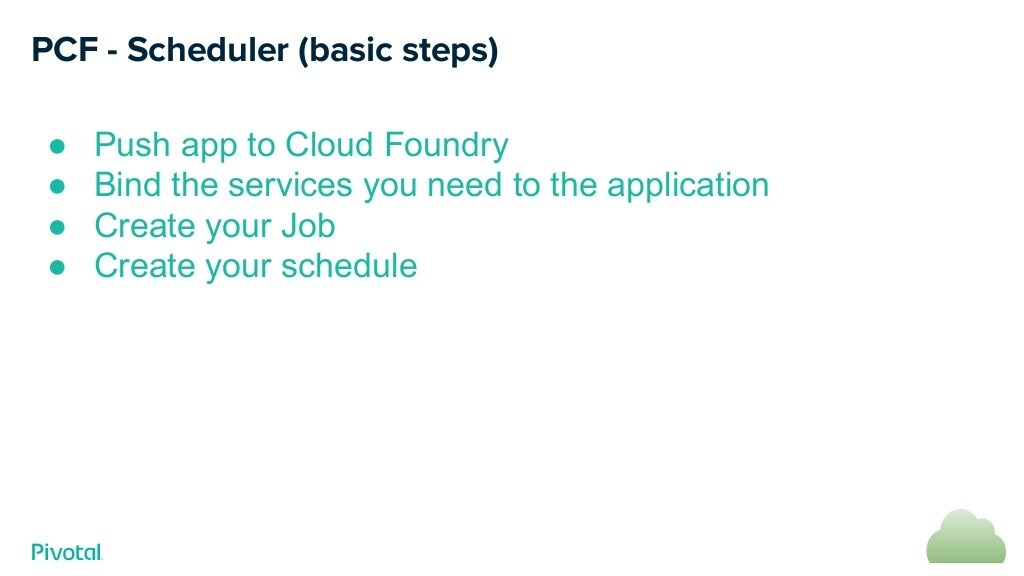 PCF - Scheduler (basic steps)
● Push app to Cloud Foundry
● Bind the services you need to the application
● Create your Job
● Create your schedule
Pivotal